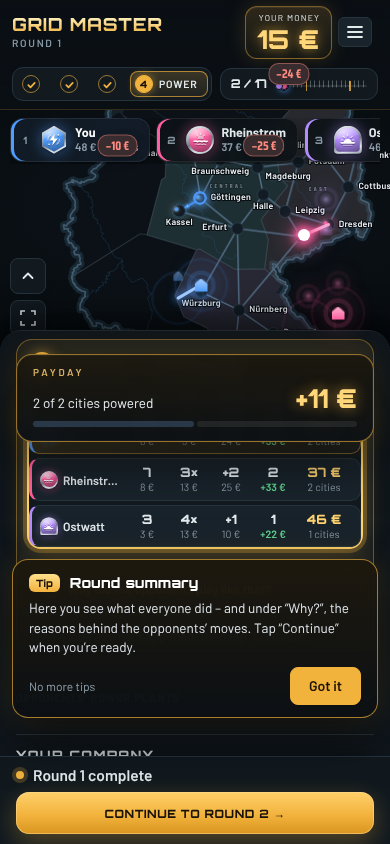 GRID MASTER
ROUND 1
YOUR MONEY
15 €
4 POWER
2 / 17
−24 €
1 You
48 €
−10 €
2 Rheinstrom
37 €
−25 €
3
46
Braunschweig
CENTRAL
Magdeburg
EAST
Cottbus
Göttingen
Halle
Leipzig
Kassel
Erfurt
Dresden
Würzburg
Nürnberg
PAYDAY
2 of 2 cities powered
+11 €
Rheinstr… 7 3x +2 2 37 €
8 € 13 € 25 € +33 € 2 cities
Ostwatt 3 4x +1 1 46 €
3 € 13 € 10 € +22 € 1 cities
Tip Round summary
Here you see what everyone did – and under “Why?”, the
reasons behind the opponents’ moves. Tap “Continue”
when you’re ready.
No more tips
Got it
YOUR COMPANY
Round 1 complete
CONTINUE TO ROUND 2 →